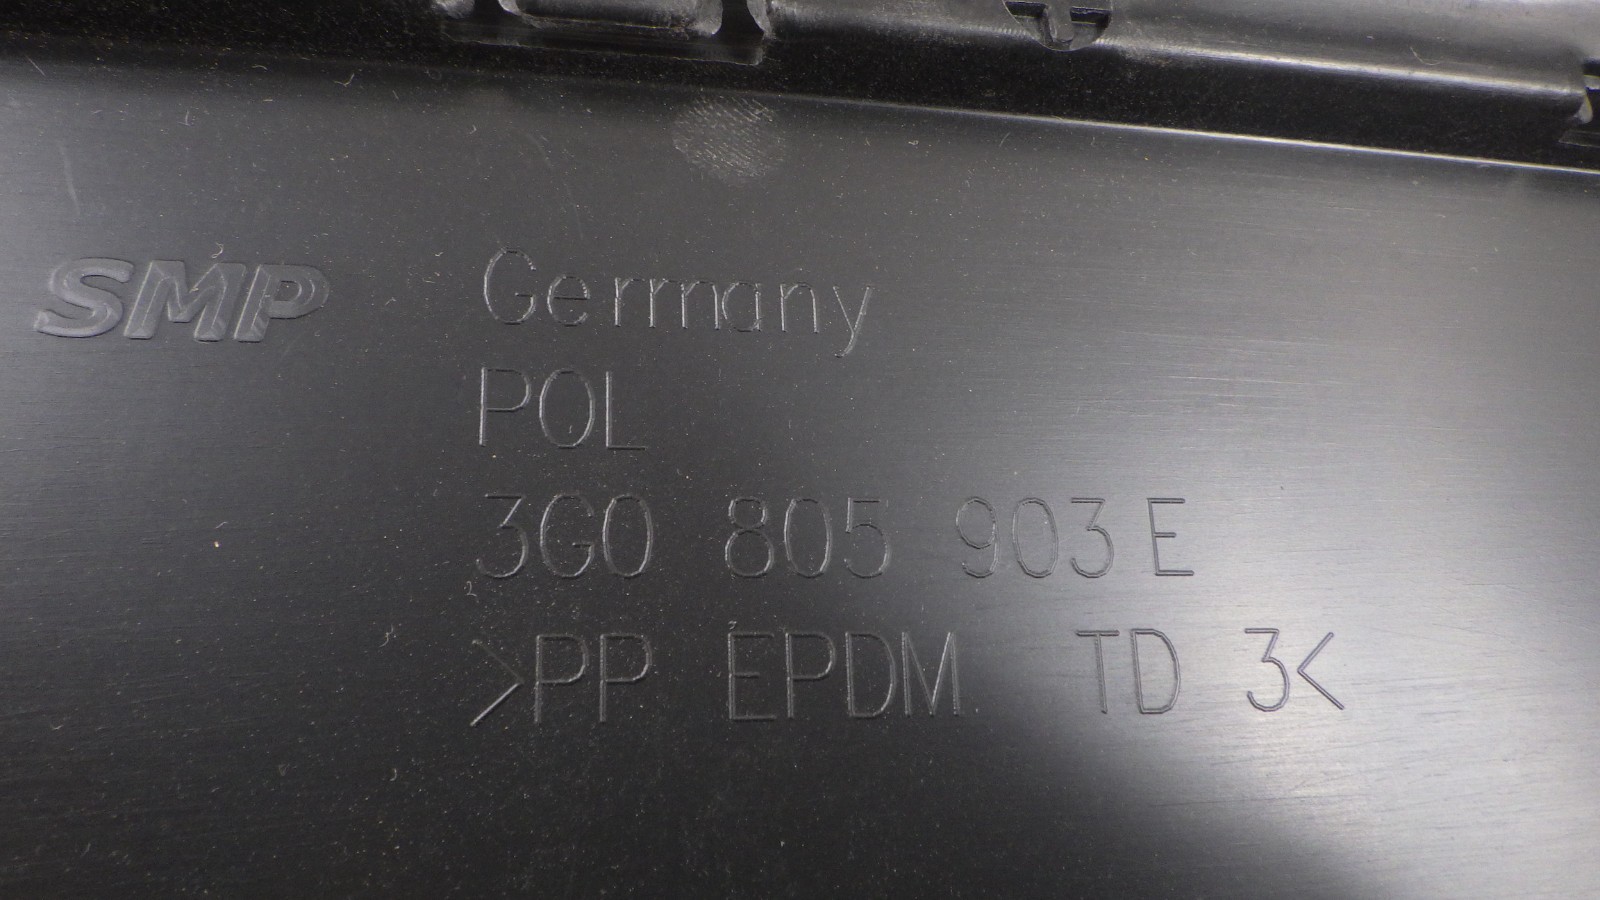 SMP Germany
POL
3G0 805 903 E
>PP EPDM TD 3<